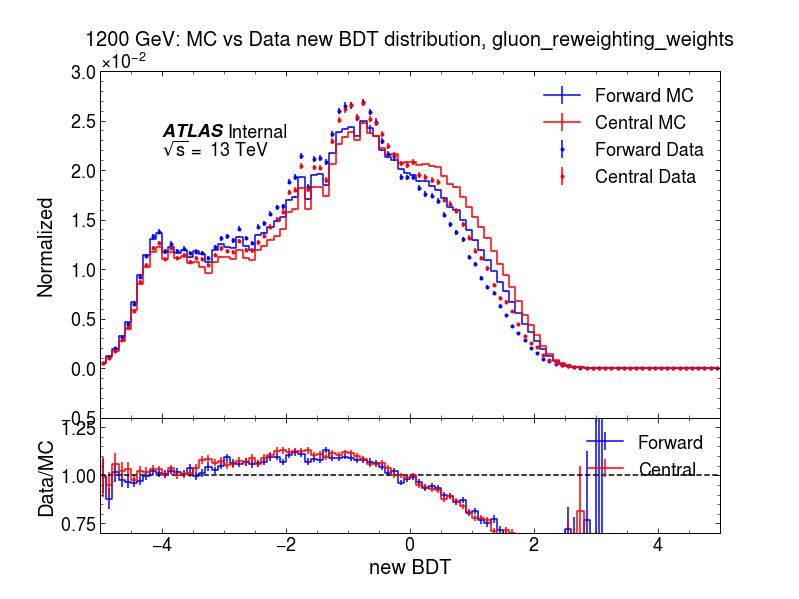 1200 GeV: MC vs Data new BDT distribution, gluon_reweighting_weights
×10⁻²
3.0
2.5
2.0
1.5
1.0
0.5
0.0
−0.5
Normalized
ATLAS Internal
√s = 13 TeV
Forward MC
Central MC
Forward Data
Central Data
1.25
1.00
0.75
Data/MC
Forward
Central
−4 −2 0 2 4
new BDT